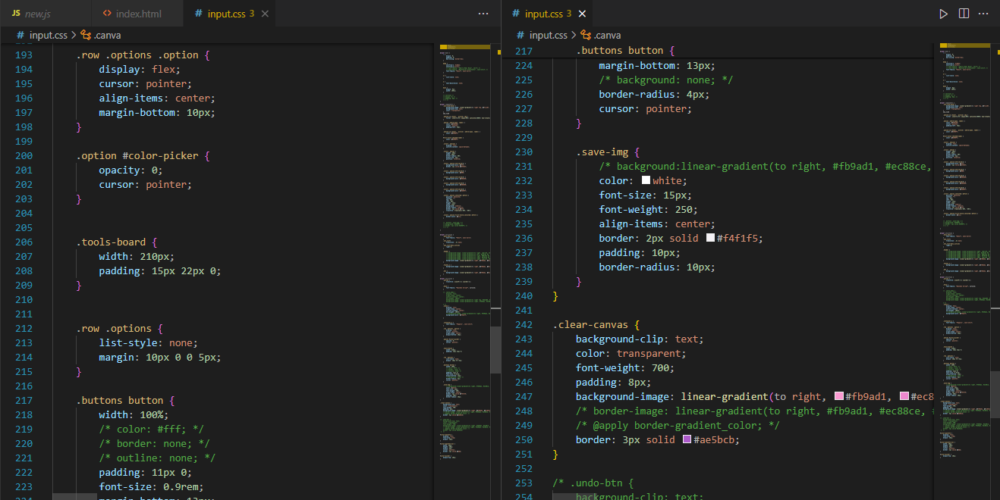 JS new.js
<> index.html
# input.css 3 ×
···
# input.css > .canva
193 .row .options .option {
194 display: flex;
195 cursor: pointer;
196 align-items: center;
197 margin-bottom: 10px;
198 }
199
200 .option #color-picker {
201 opacity: 0;
202 cursor: pointer;
203 }
204
205
206 .tools-board {
207 width: 210px;
208 padding: 15px 22px 0;
209 }
210
211
212 .row .options {
213 list-style: none;
214 margin: 10px 0 0 5px;
215 }
216
217 .buttons button {
218 width: 100%;
219 /* color: #fff; */
220 /* border: none; */
221 /* outline: none; */
222 padding: 11px 0;
223 font-size: 0.9rem;
224 margin-bottom: 13px;
# input.css 3 ×
···
# input.css > .canva
217 .buttons button {
224 margin-bottom: 13px;
225 /* background: none; */
226 border-radius: 4px;
227 cursor: pointer;
228 }
229
230 .save-img {
231 /* background:linear-gradient(to right, #fb9ad1, #ec88ce,
232 color: white;
233 font-size: 15px;
234 font-weight: 250;
235 align-items: center;
236 border: 2px solid #f4f1f5;
237 padding: 10px;
238 border-radius: 10px;
239 }
240 }
241
242 .clear-canvas {
243 background-clip: text;
244 color: transparent;
245 font-weight: 700;
246 padding: 8px;
247 background-image: linear-gradient(to right, #fb9ad1, #ec8
248 /* border-image: linear-gradient(to right, #fb9ad1, #ec88ce,
249 /* @apply border-gradient_color; */
250 border: 3px solid #ae5bcb;
251 }
252
253 /* .undo-btn {
254 background-clip: text;